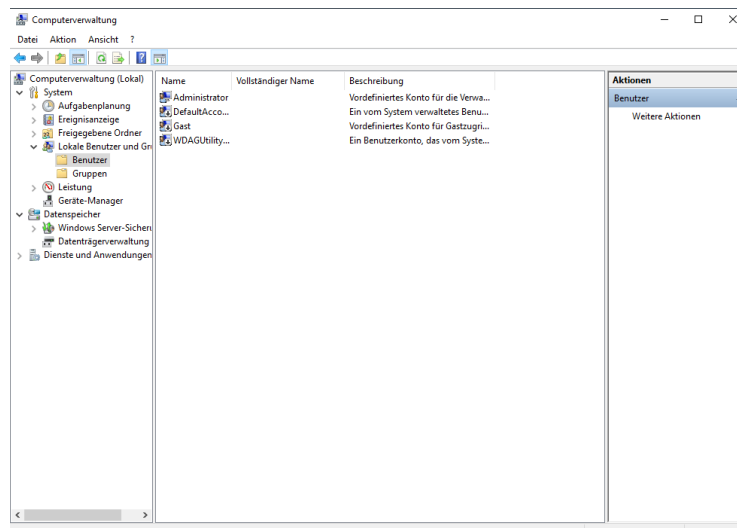 Computerverwaltung
Datei Aktion Ansicht ?
Computerverwaltung (Lokal)
System
Aufgabenplanung
Ereignisanzeige
Freigegebene Ordner
Lokale Benutzer und Gru
Benutzer
Gruppen
Leistung
Geräte-Manager
Datenspeicher
Windows Server-Sicheru
Datenträgerverwaltung
Dienste und Anwendungen
Name Vollständiger Name Beschreibung
Administrator Vordefiniertes Konto für die Verwa...
DefaultAcco... Ein vom System verwaltetes Benu...
Gast Vordefiniertes Konto für Gastzugri...
WDAGUtility... Ein Benutzerkonto, das vom Syste...
Aktionen
Benutzer
Weitere Aktionen